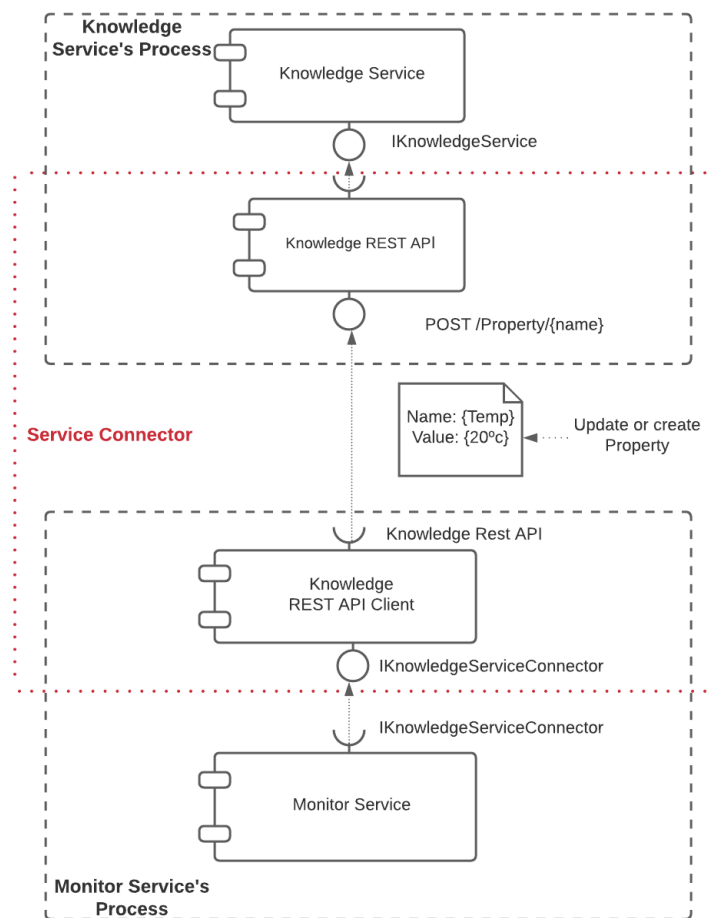 Knowledge
Service's Process
Knowledge Service
IKnowledgeService
Knowledge REST API
POST /Property/{name}
Name: {Temp}
Value: {20ºc}
Update or create
Property
Service Connector
Knowledge Rest API
Knowledge
REST API Client
IKnowledgeServiceConnector
IKnowledgeServiceConnector
Monitor Service
Monitor Service's
Process